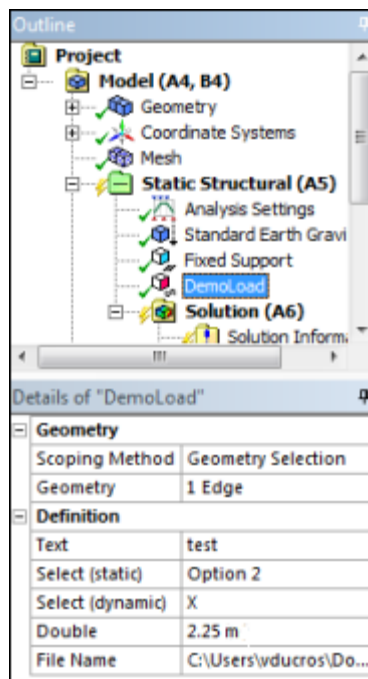 Outline
Project
Model (A4, B4)
Geometry
Coordinate Systems
Mesh
Static Structural (A5)
Analysis Settings
Standard Earth Gravi
Fixed Support
DemoLoad
Solution (A6)
Solution Inform
Details of "DemoLoad"
Geometry
Scoping Method Geometry Selection
Geometry 1 Edge
Definition
Text test
Select (static) Option 2
Select (dynamic) X
Double 2.25 m
File Name C:\Users\vducros\Do...